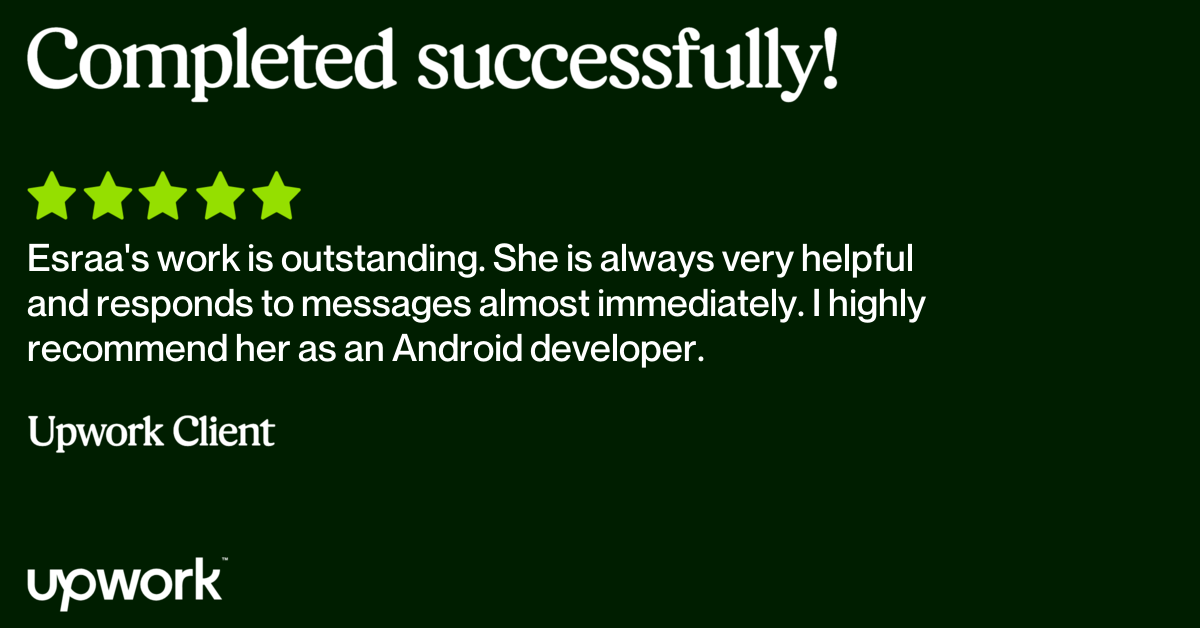 Completed successfully!
Esraa's work is outstanding. She is always very helpful
and responds to messages almost immediately. I highly
recommend her as an Android developer.
Upwork Client
upwork™